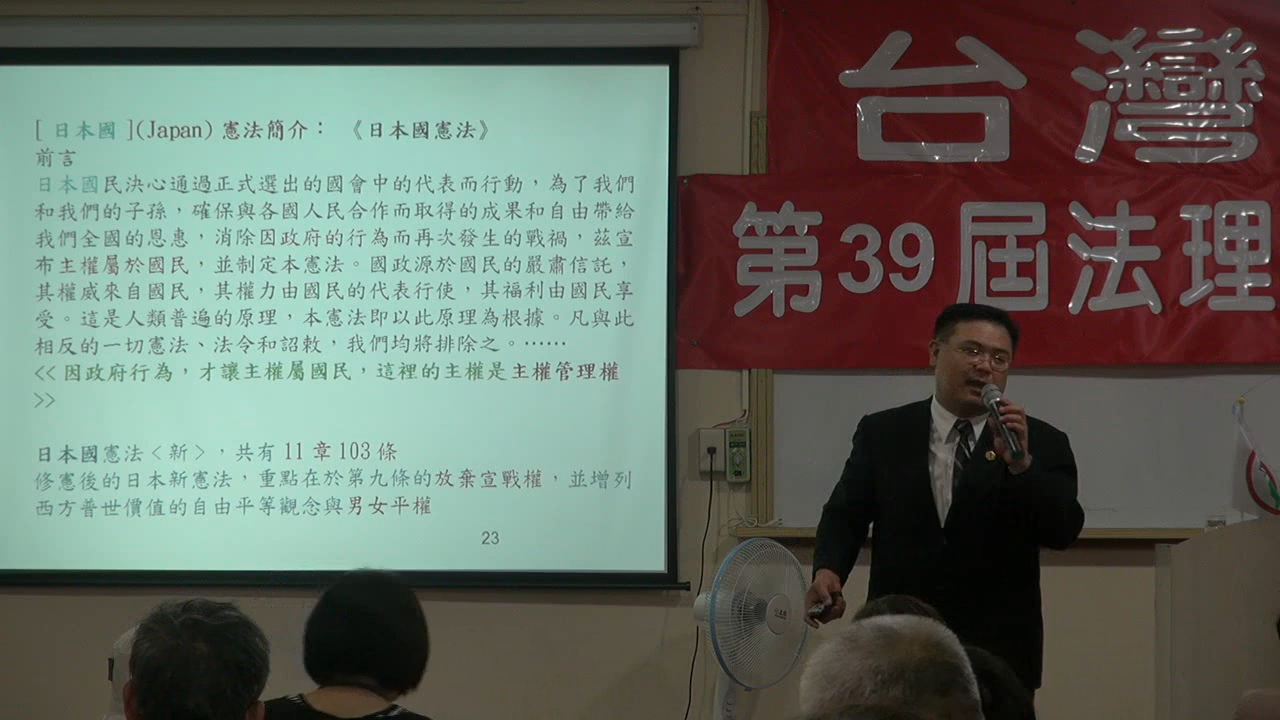 [ 日本國 ](Japan) 憲法簡介： 《日本國憲法》
前言
日本國民決心通過正式選出的國會中的代表而行動，為了我們
和我們的子孫，確保與各國人民合作而取得的成果和自由帶給
我們全國的恩惠，消除因政府的行為而再次發生的戰禍，茲宣
布主權屬於國民，並制定本憲法。國政源於國民的嚴肅信託，
其權威來自國民，其權力由國民的代表行使，其福利由國民享
受。這是人類普遍的原理，本憲法即以此原理為根據。凡與此
相反的一切憲法、法令和詔敕，我們均將排除之。……
<< 因政府行為，才讓主權屬國民，這裡的主權是主權管理權
>>
日本國憲法＜新＞，共有 11 章 103 條
修憲後的日本新憲法，重點在於第九條的放棄宣戰權，並增列
西方普世價值的自由平等觀念與男女平權
23
台灣
第39屆法理